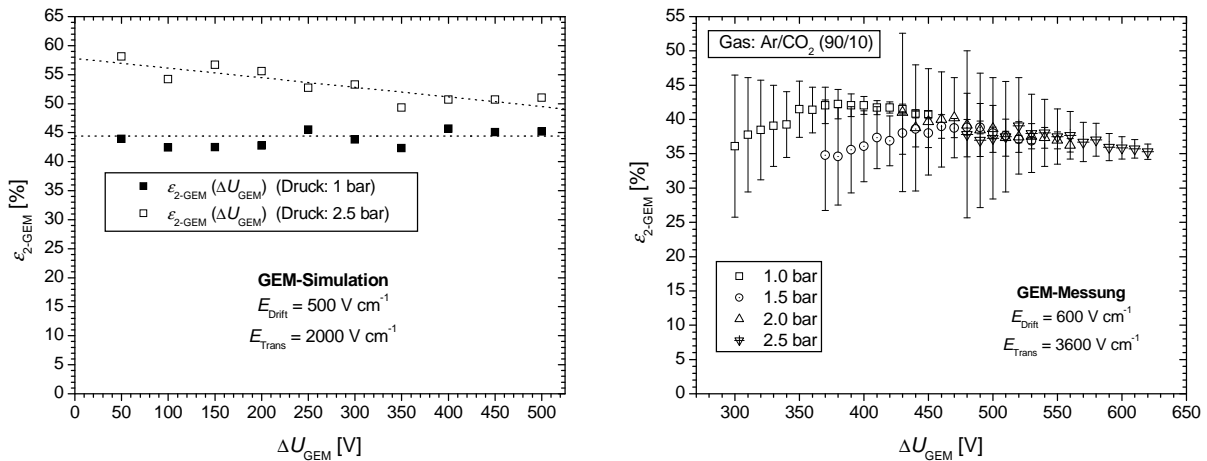 65
60
55
50
45
40
35
30
25
20
15
10
5
0
ε2-GEM [%]
■ ε2-GEM (ΔUGEM) (Druck: 1 bar)
□ ε2-GEM (ΔUGEM) (Druck: 2.5 bar)
GEM-Simulation
EDrift = 500 V cm-1
ETrans = 2000 V cm-1
0 50 100 150 200 250 300 350 400 450 500
ΔUGEM [V]
55
50
45
40
35
30
25
20
15
10
5
0
ε2-GEM [%]
Gas: Ar/CO2 (90/10)
1.0 bar
1.5 bar
2.0 bar
2.5 bar
GEM-Messung
EDrift = 600 V cm-1
ETrans = 3600 V cm-1
300 350 400 450 500 550 600 650
ΔUGEM [V]